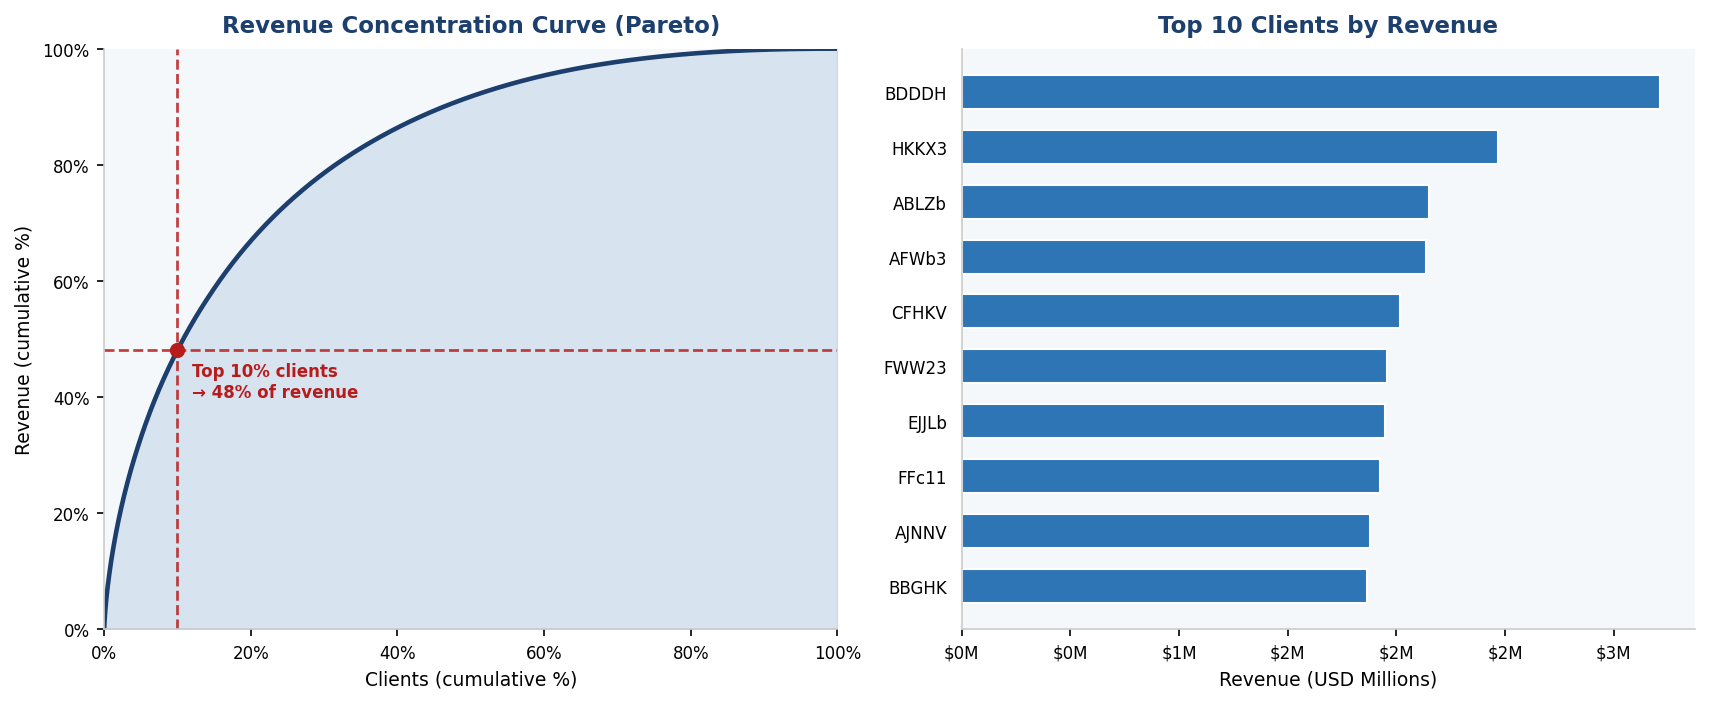 Revenue Concentration Curve (Pareto)
100%
80%
60%
40%
20%
0%
Revenue (cumulative %)
Top 10% clients
→ 48% of revenue
0% 20% 40% 60% 80% 100%
Clients (cumulative %)
Top 10 Clients by Revenue
BDDDH
HKKX3
ABLZb
AFWb3
CFHKV
FWW23
EJJLb
FFc11
AJNNV
BBGHK
$0M $0M $1M $2M $2M $2M $3M
Revenue (USD Millions)